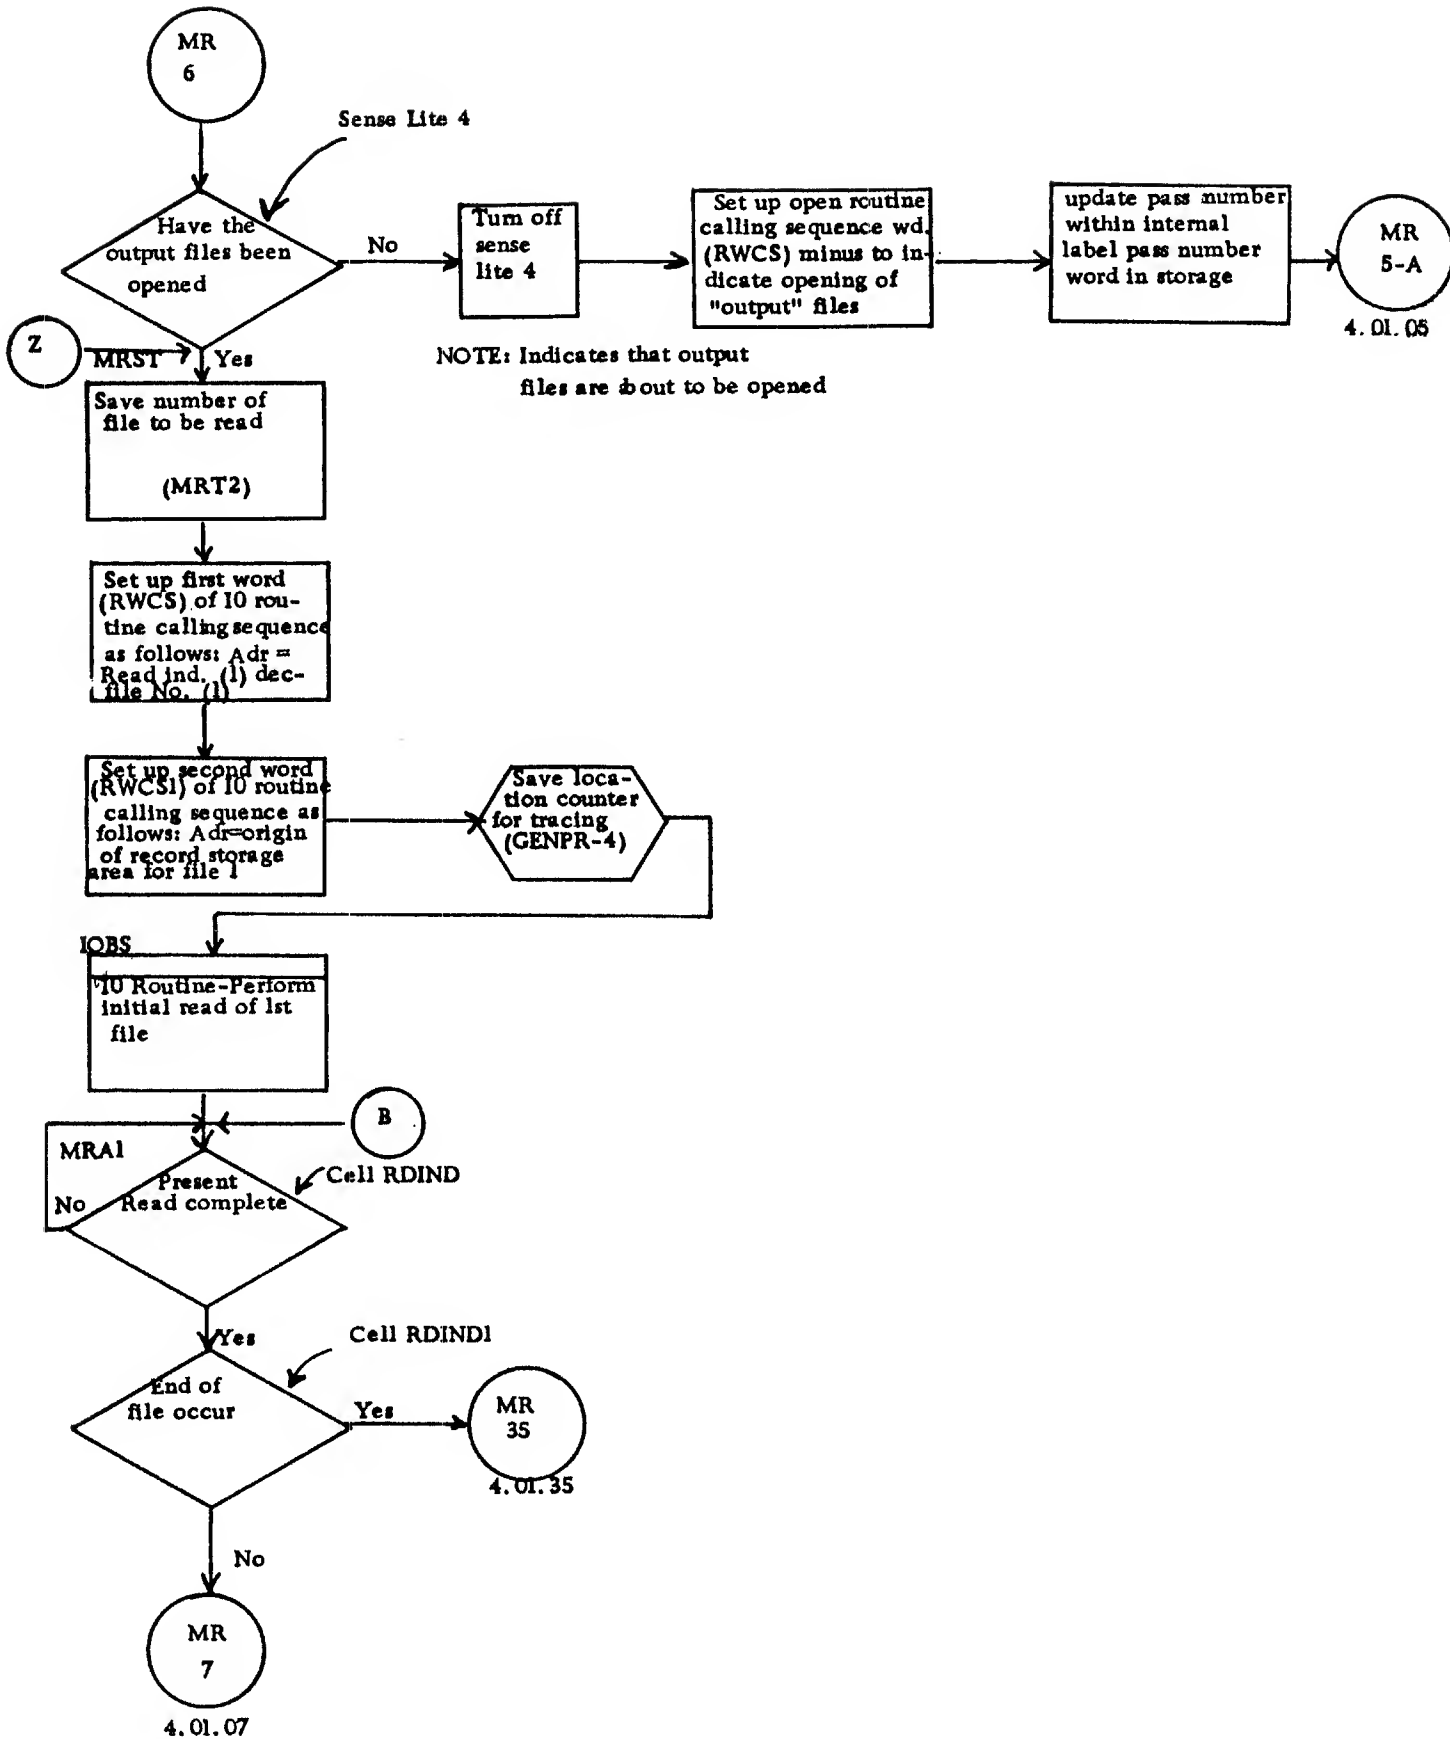 MR
6
Sense Lite 4
Have the
output files been
opened
No
Turn off
sense
lite 4
Set up open routine
calling sequence wd.
(RWCS) minus to in-
dicate opening of
"output" files
update pass number
within internal
label pass number
word in storage
MR
5-A
4.01.05
Z
MRST
Yes
NOTE: Indicates that output
files are about to be opened
Save number of
file to be read
(MRT2)
Set up first word
(RWCS) of IO rou-
tine calling sequence
as follows: Adr =
Read ind. (1) dec-
file No. (1)
Set up second word
(RWCS1) of IO routine
calling sequence as
follows: Adr=origin
of record storage
area for file 1
Save loca-
tion counter
for tracing
(GENPR-4)
IOBS
IO Routine-Perform
initial read of 1st
file
B
MRA1
Cell RDIND
Present
Read complete
No
Yes
Cell RDIND1
End of
file occur
Yes
MR
35
4.01.35
No
MR
7
4.01.07